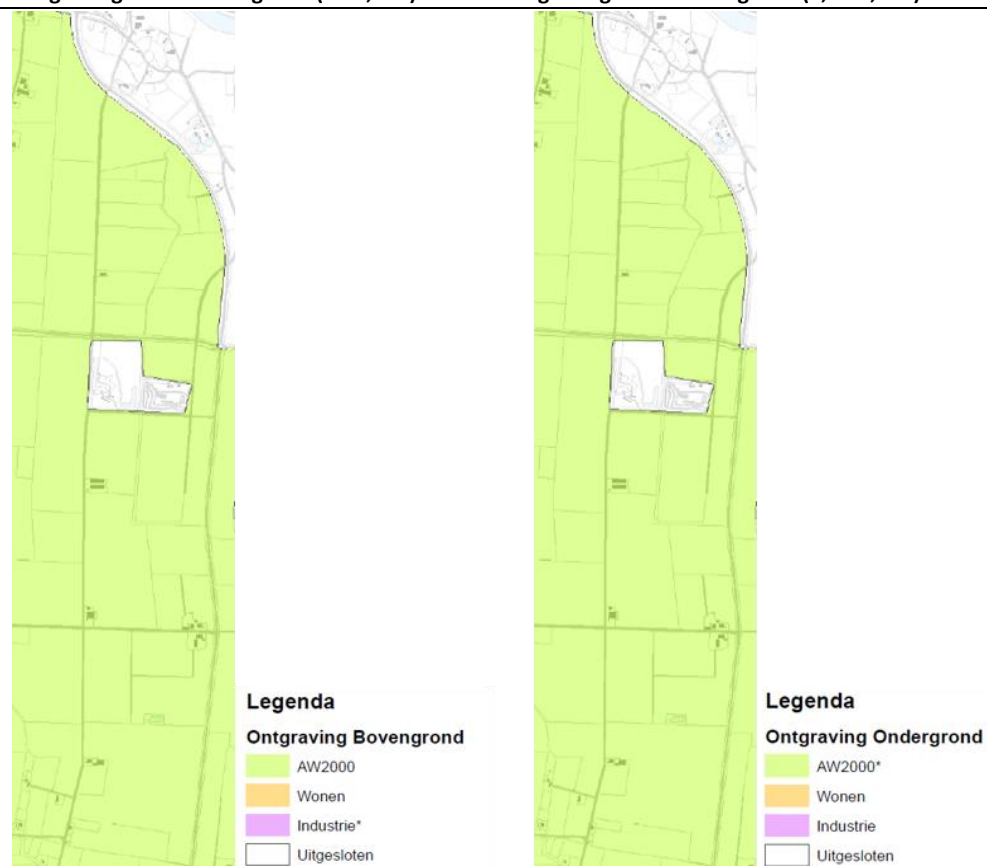 Legenda
Ontgraving Bovengrond
AW2000
Wonen
Industrie*
Uitgesloten
Legenda
Ontgraving Ondergrond
AW2000*
Wonen
Industrie
Uitgesloten